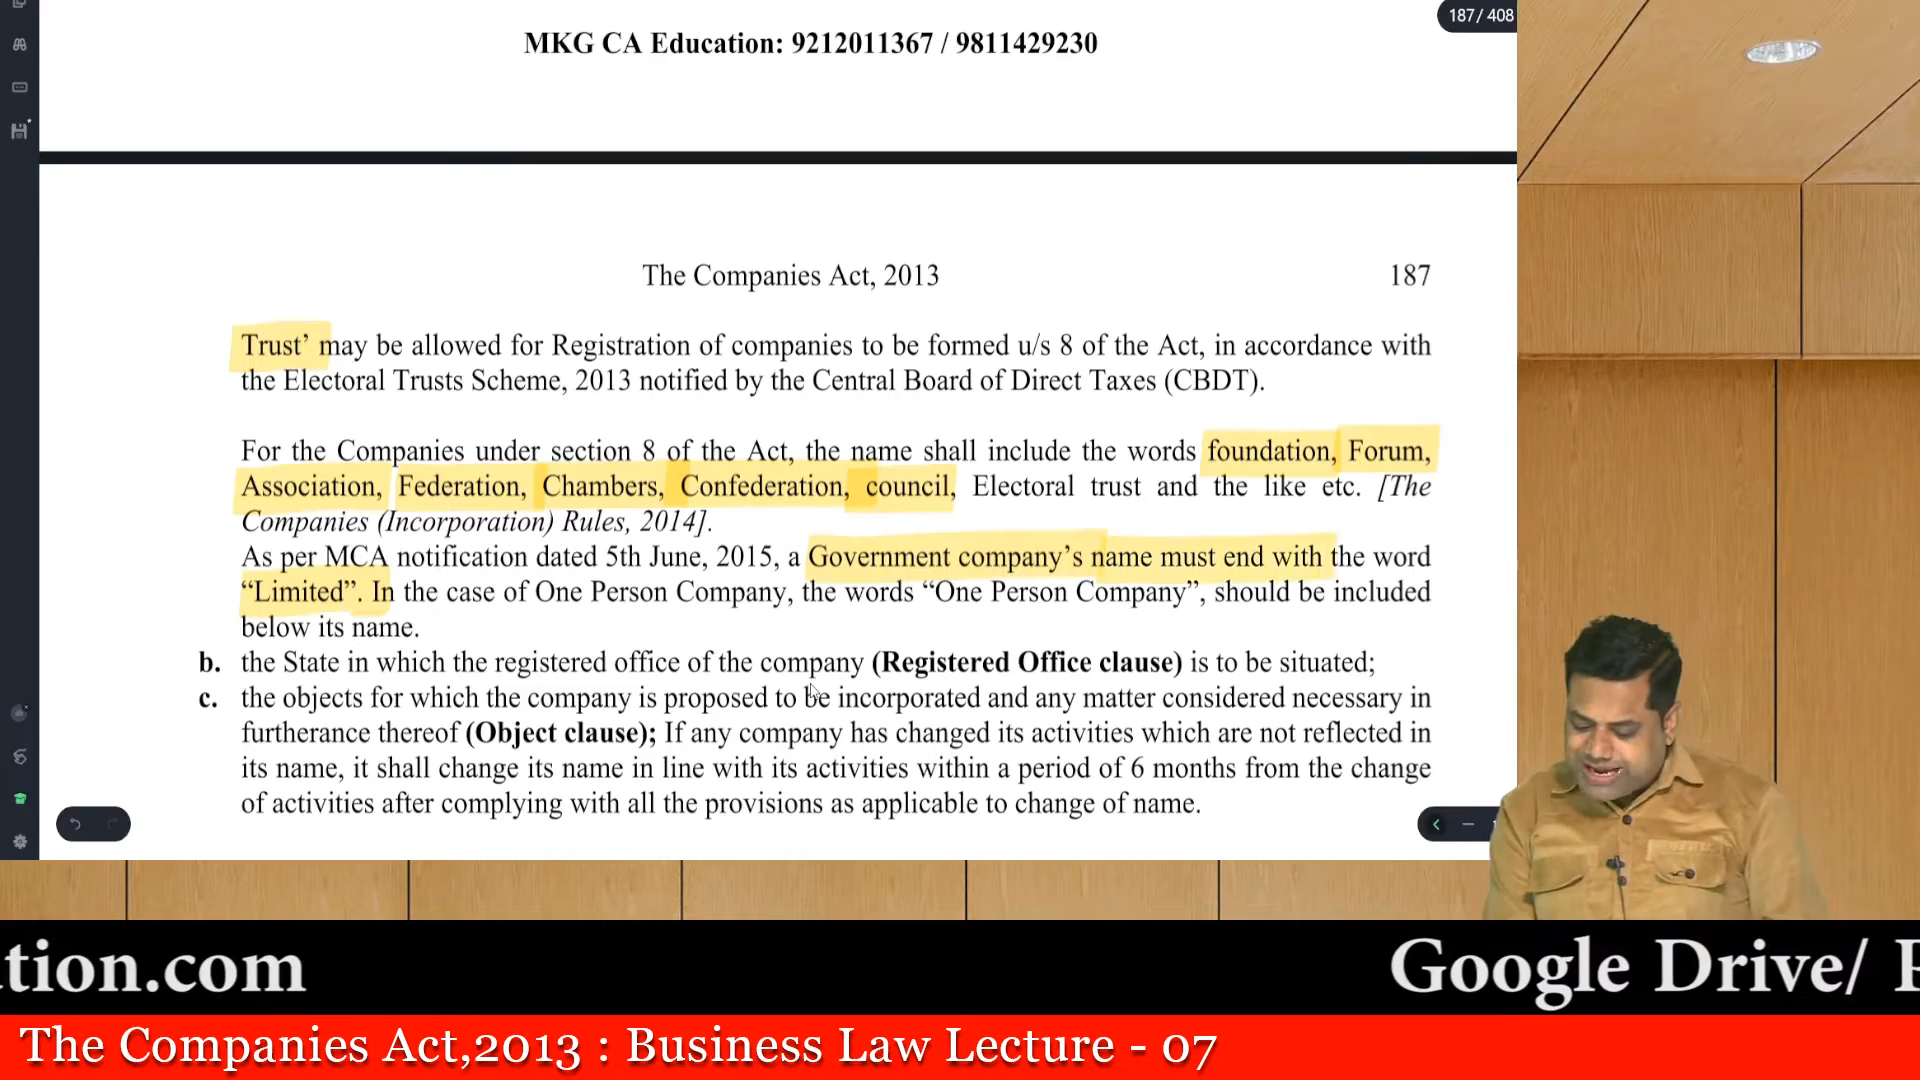 187/ 408
MKG CA Education: 9212011367 / 9811429230
The Companies Act, 2013 187
Trust’ may be allowed for Registration of companies to be formed u/s 8 of the Act, in accordance with
the Electoral Trusts Scheme, 2013 notified by the Central Board of Direct Taxes (CBDT).
For the Companies under section 8 of the Act, the name shall include the words foundation, Forum,
Association, Federation, Chambers, Confederation, council, Electoral trust and the like etc. [The
Companies (Incorporation) Rules, 2014].
As per MCA notification dated 5th June, 2015, a Government company’s name must end with the word
“Limited”. In the case of One Person Company, the words “One Person Company”, should be included
below its name.
b. the State in which the registered office of the company (Registered Office clause) is to be situated;
c. the objects for which the company is proposed to be incorporated and any matter considered necessary in
furtherance thereof (Object clause); If any company has changed its activities which are not reflected in
its name, it shall change its name in line with its activities within a period of 6 months from the change
of activities after complying with all the provisions as applicable to change of name.
tion.com Google Drive/
The Companies Act,2013 : Business Law Lecture - 07